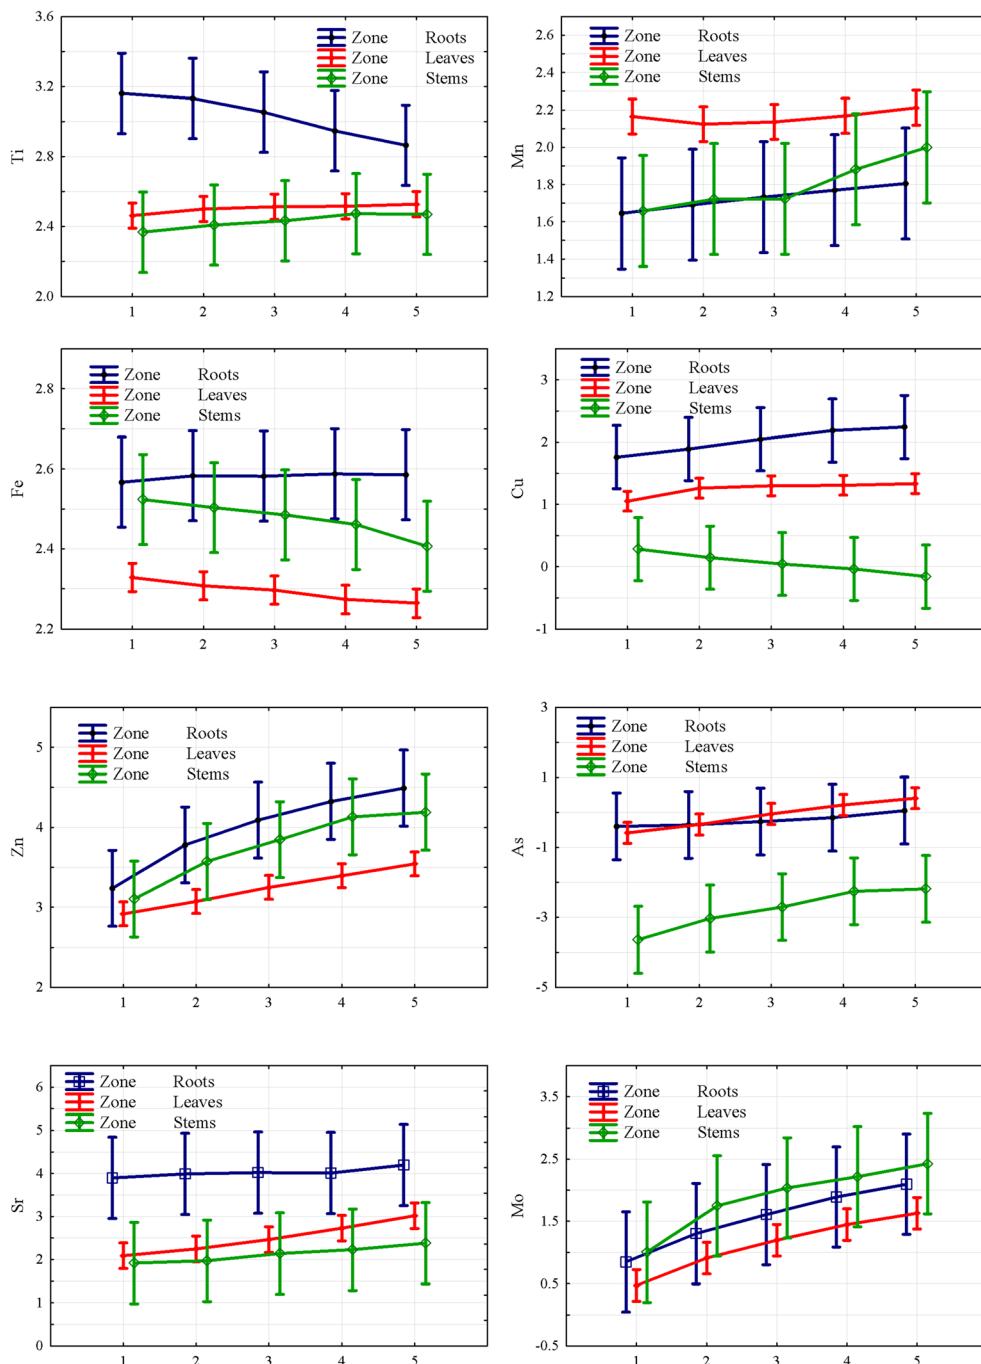 3.6
3.2
2.8
2.4
2.0
Ti
Zone Roots
Zone Leaves
Zone Stems
1 2 3 4 5
2.6
2.4
2.2
2.0
1.8
1.6
1.4
1.2
Mn
Zone Roots
Zone Leaves
Zone Stems
1 2 3 4 5
2.8
2.6
2.4
2.2
Fe
Zone Roots
Zone Leaves
Zone Stems
1 2 3 4 5
3
2
1
0
-1
Cu
Zone Roots
Zone Leaves
Zone Stems
1 2 3 4 5
5
4
3
2
Zn
Zone Roots
Zone Leaves
Zone Stems
1 2 3 4 5
3
1
-1
-3
-5
As
Zone Roots
Zone Leaves
Zone Stems
1 2 3 4 5
6
5
4
3
2
1
0
Sr
Zone Roots
Zone Leaves
Zone Stems
1 2 3 4 5
3.5
2.5
1.5
0.5
-0.5
Mo
Zone Roots
Zone Leaves
Zone Stems
1 2 3 4 5